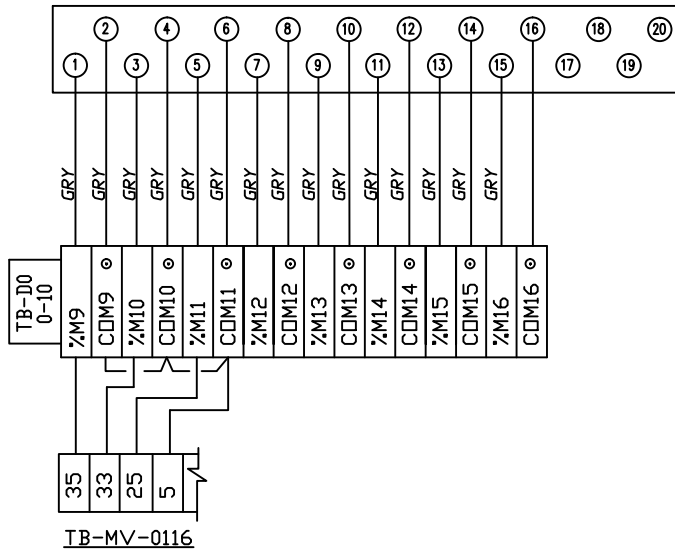 2 4 6 8 10 12 14 16 18 20
1 3 5 7 9 11 13 15 17 19
GRY GRY GRY GRY GRY GRY GRY GRY GRY GRY GRY GRY GRY GRY GRY
TB-DO
0-10
%M9
COM9
%M10
COM10
%M11
COM11
%M12
COM12
%M13
COM13
%M14
COM14
%M15
COM15
%M16
COM16
35
33
25
5
TB-MV-0116